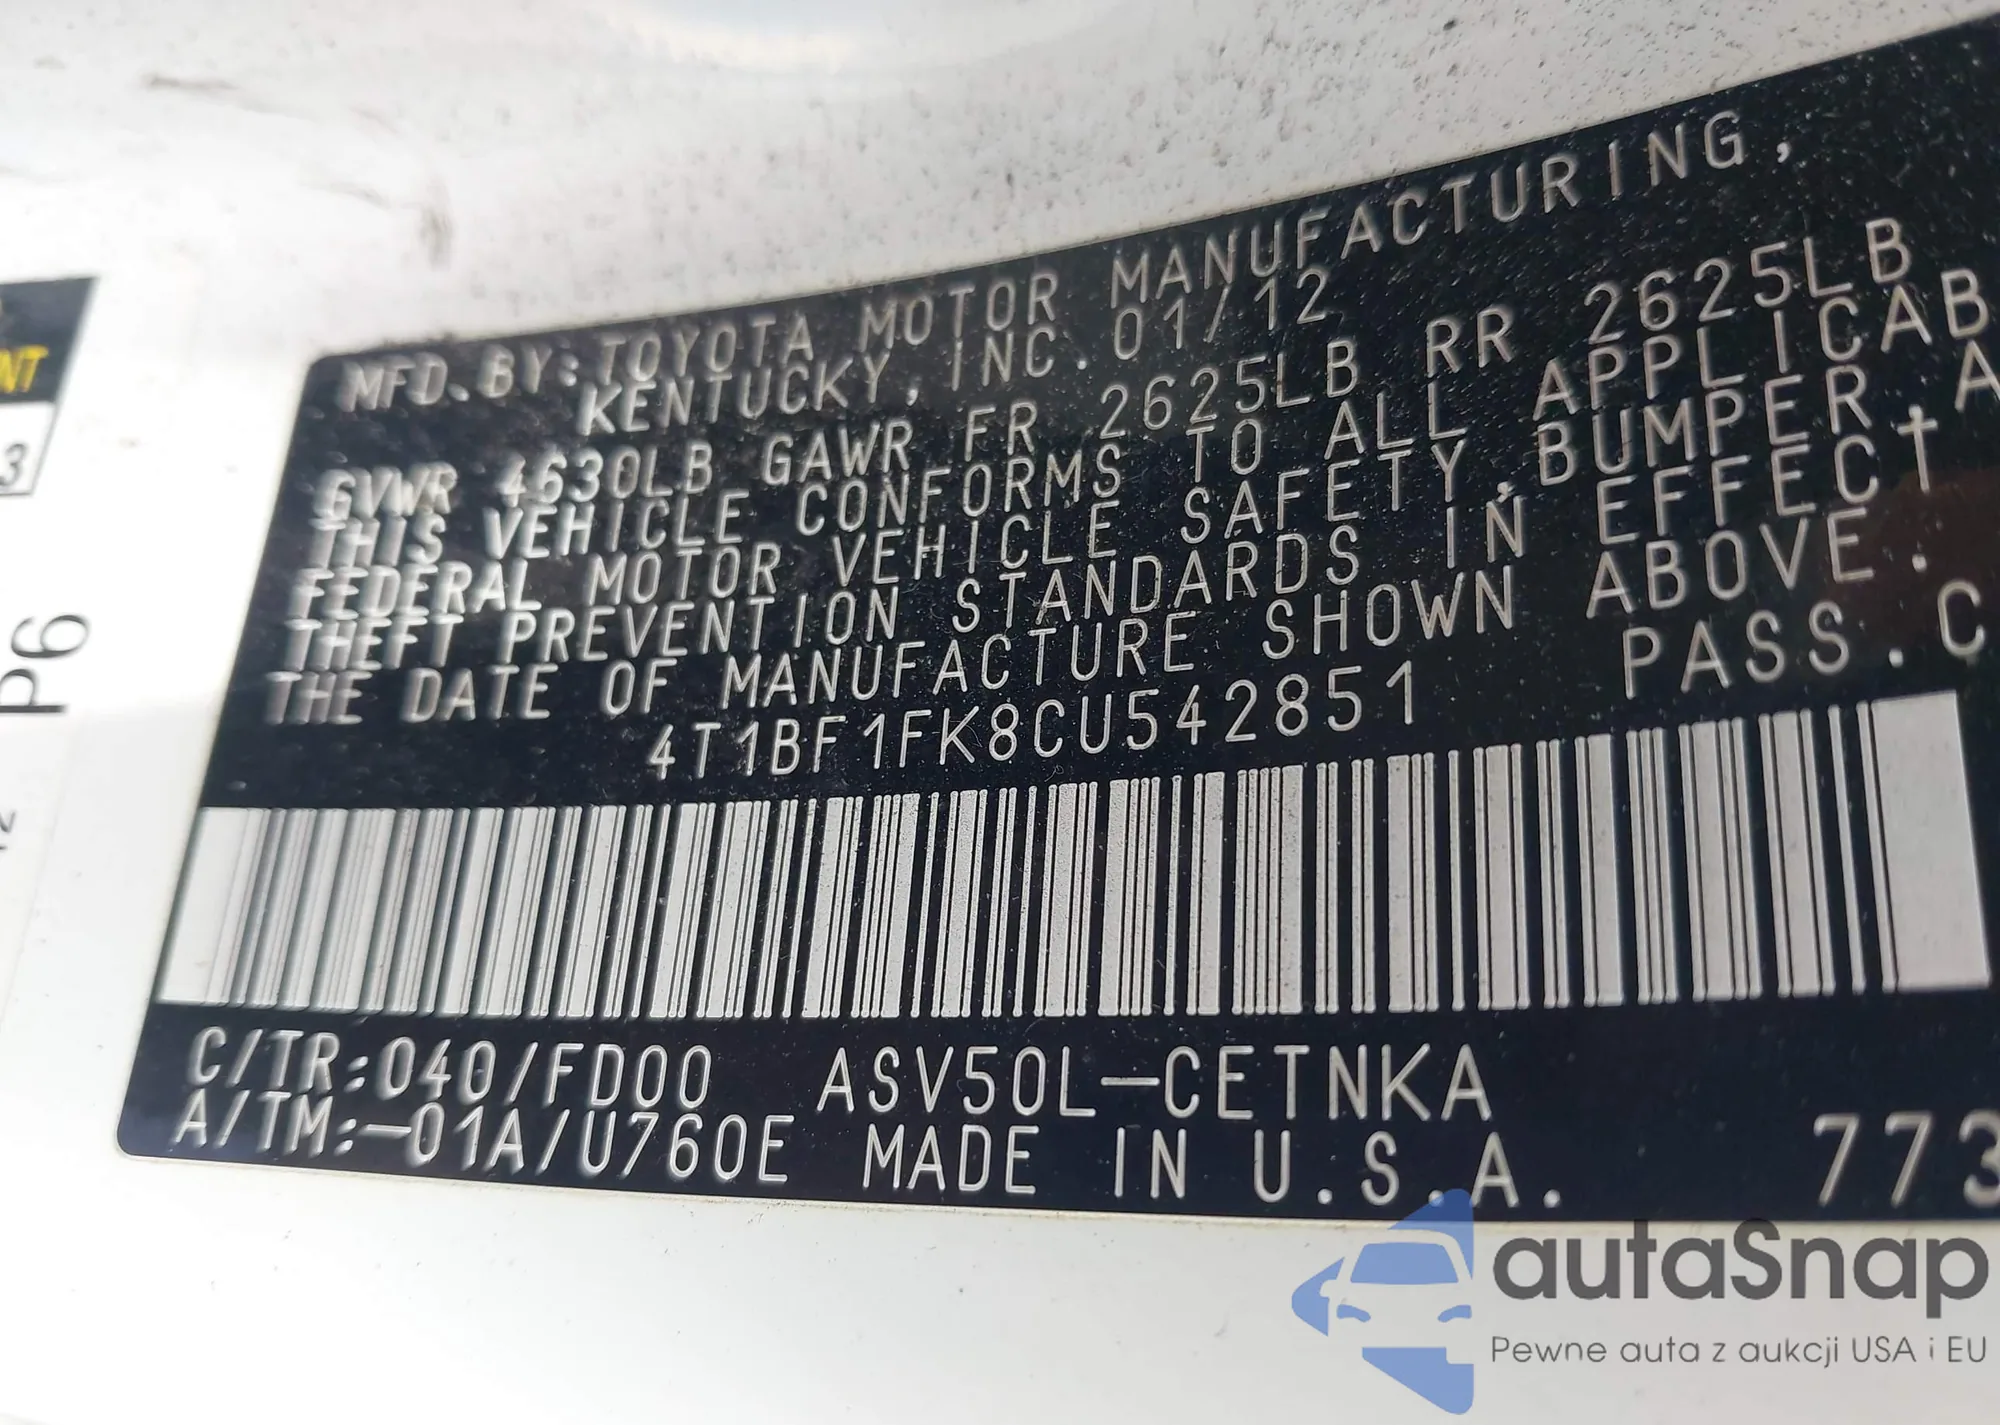 MFD. BY: TOYOTA MOTOR MANUFACTURING,
KENTUCKY, INC. 01/12
GVWR 4630LB GAWR FR 2625LB RR 2625LB
THIS VEHICLE CONFORMS TO ALL APPLICAB
FEDERAL MOTOR VEHICLE SAFETY, BUMPER, A
THEFT PREVENTION STANDARDS IN EFFECT
THE DATE OF MANUFACTURE SHOWN ABOVE.
4T1BF1FK8CU542851 PASS.C
C/TR:040/FD00 ASV50L-CETNKA
A/TM:-01A/U760E MADE IN U.S.A. 773
NT
3
P6
autaSnap
Pewne auta z aukcji USA i EU